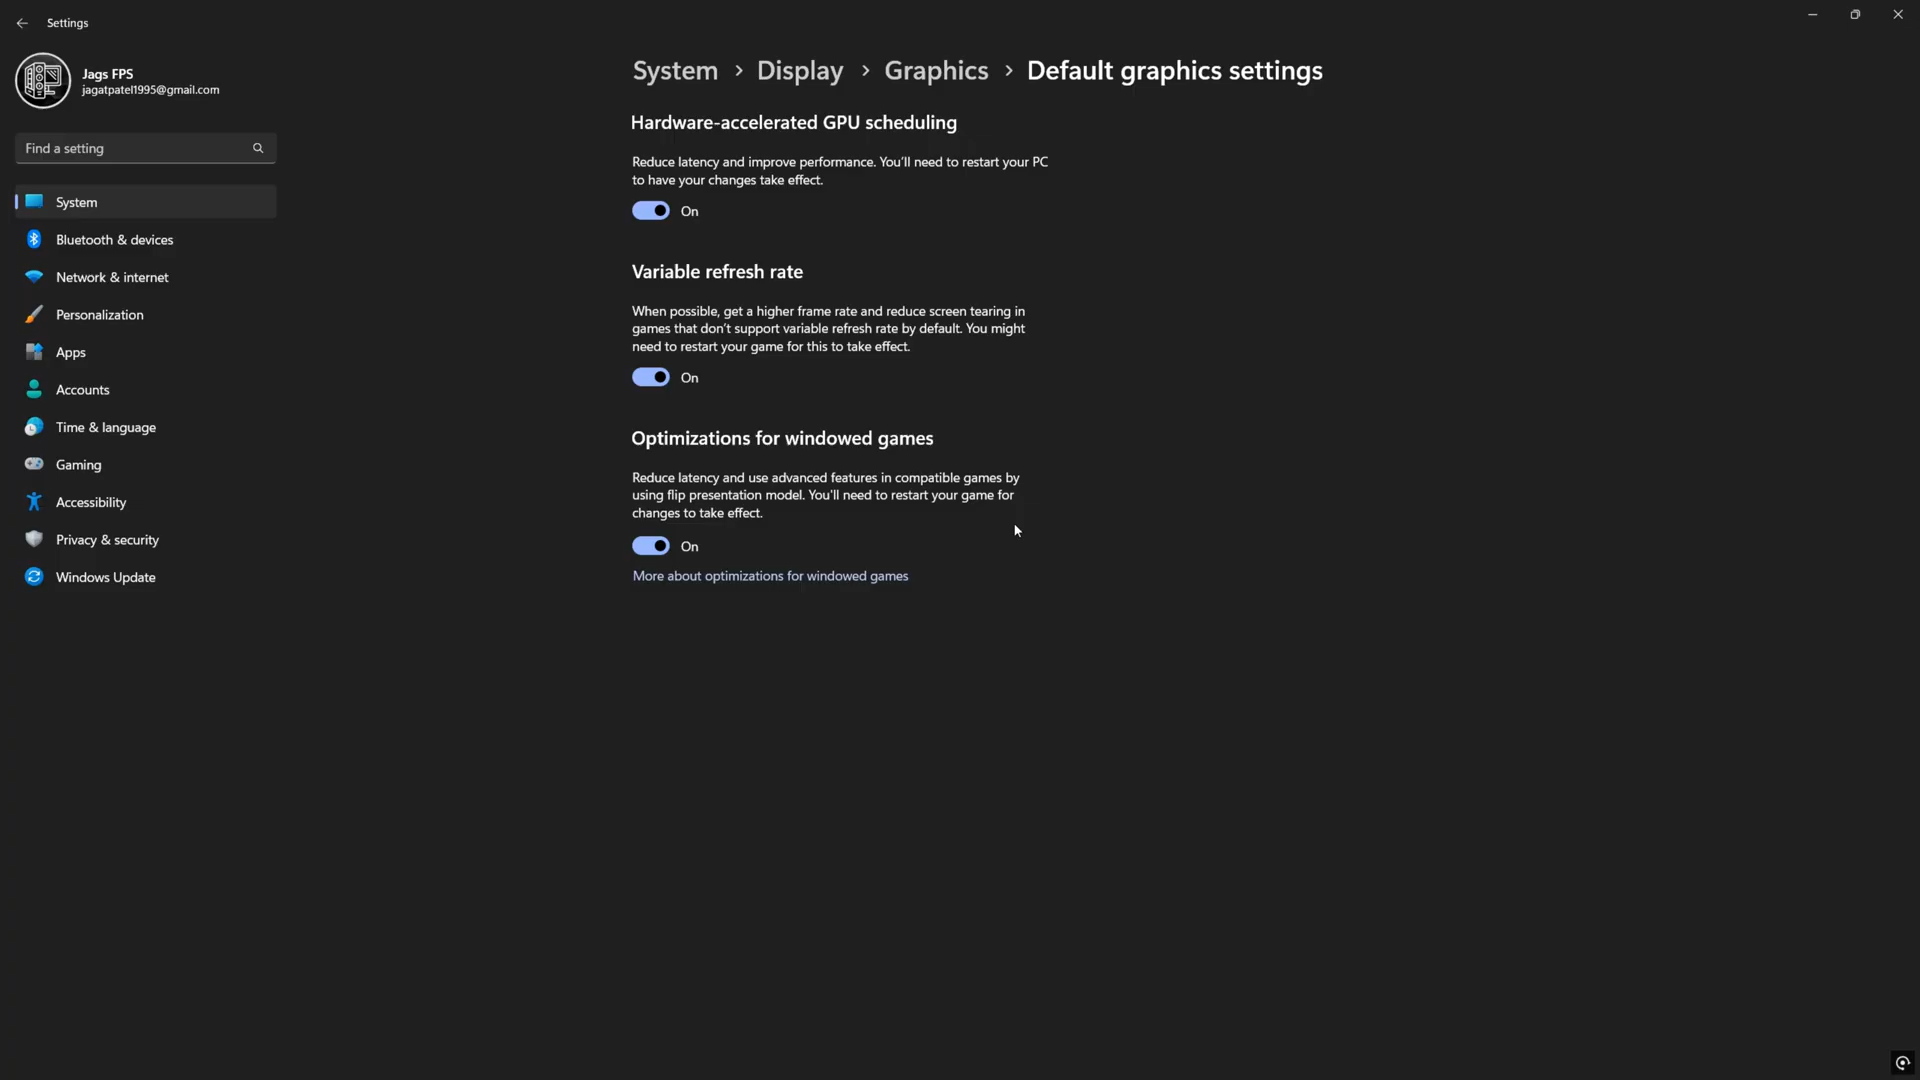 Settings
Jags FPS
jagatpatel1995@gmail.com
Find a setting
System
Bluetooth & devices
Network & internet
Personalization
Apps
Accounts
Time & language
Gaming
Accessibility
Privacy & security
Windows Update
System > Display > Graphics > Default graphics settings
Hardware-accelerated GPU scheduling
Reduce latency and improve performance. You'll need to restart your PC
to have your changes take effect.
On
Variable refresh rate
When possible, get a higher frame rate and reduce screen tearing in
games that don't support variable refresh rate by default. You might
need to restart your game for this to take effect.
On
Optimizations for windowed games
Reduce latency and use advanced features in compatible games by
using flip presentation model. You'll need to restart your game for
changes to take effect.
On
More about optimizations for windowed games